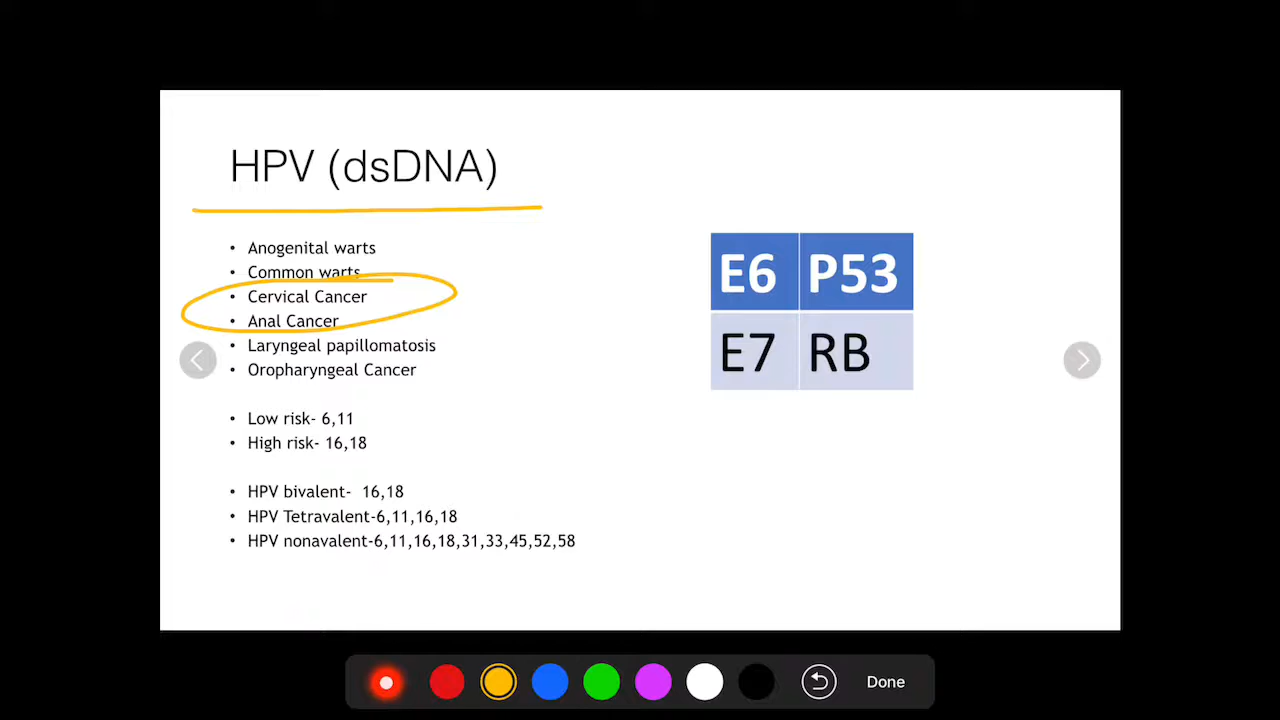 HPV (dsDNA)
• Anogenital warts
• Common warts
• Cervical Cancer
• Anal Cancer
• Laryngeal papillomatosis
• Oropharyngeal Cancer
• Low risk- 6,11
• High risk- 16,18
• HPV bivalent-  16,18
• HPV Tetravalent-6,11,16,18
• HPV nonavalent-6,11,16,18,31,33,45,52,58
E6 P53
E7 RB
Done